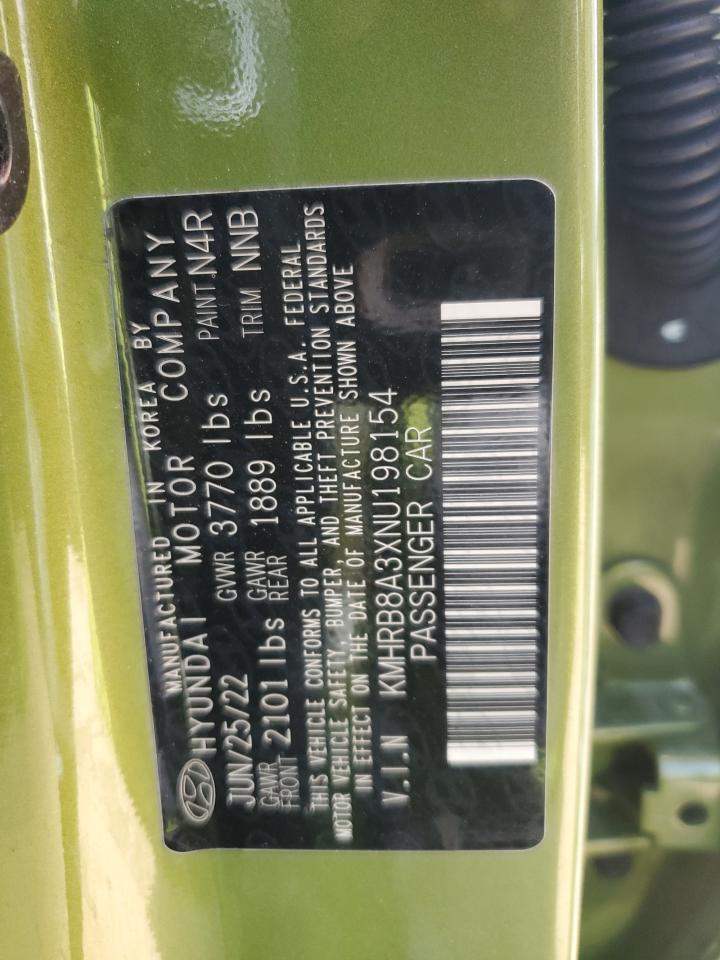 MANUFACTURED IN KOREA BY
HYUNDAI MOTOR COMPANY
JUN/25/22 GVWR 3770 lbs PAINT N4R
GAWR FRONT 2101 lbs GAWR REAR 1889 lbs TRIM NNB
THIS VEHICLE CONFORMS TO ALL APPLICABLE U.S.A. FEDERAL
MOTOR VEHICLE SAFETY, BUMPER, AND THEFT PREVENTION STANDARDS
IN EFFECT ON THE DATE OF MANUFACTURE SHOWN ABOVE
V.I.N KMHRB8A3XNU198154
PASSENGER CAR